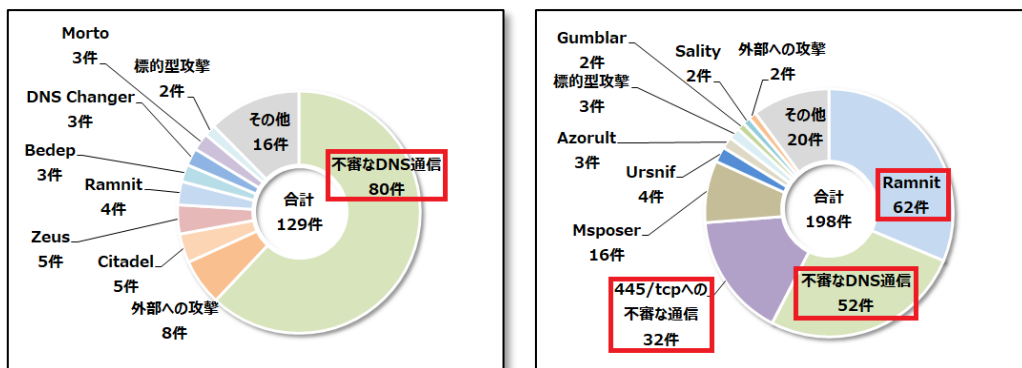 Morto
3件
標的型攻撃
2件
DNS Changer
3件
その他
16件
Bedep
3件
不審なDNS通信
80件
Ramnit
4件
合計
129件
Zeus
5件
Citadel
5件
外部への攻撃
8件
Gumblar
2件
Sality
2件
外部への攻撃
2件
標的型攻撃
3件
その他
20件
Azorult
3件
Ursnif
4件
合計
198件
Ramnit
62件
Msposer
16件
445/tcpへの
不審な通信
32件
不審なDNS通信
52件